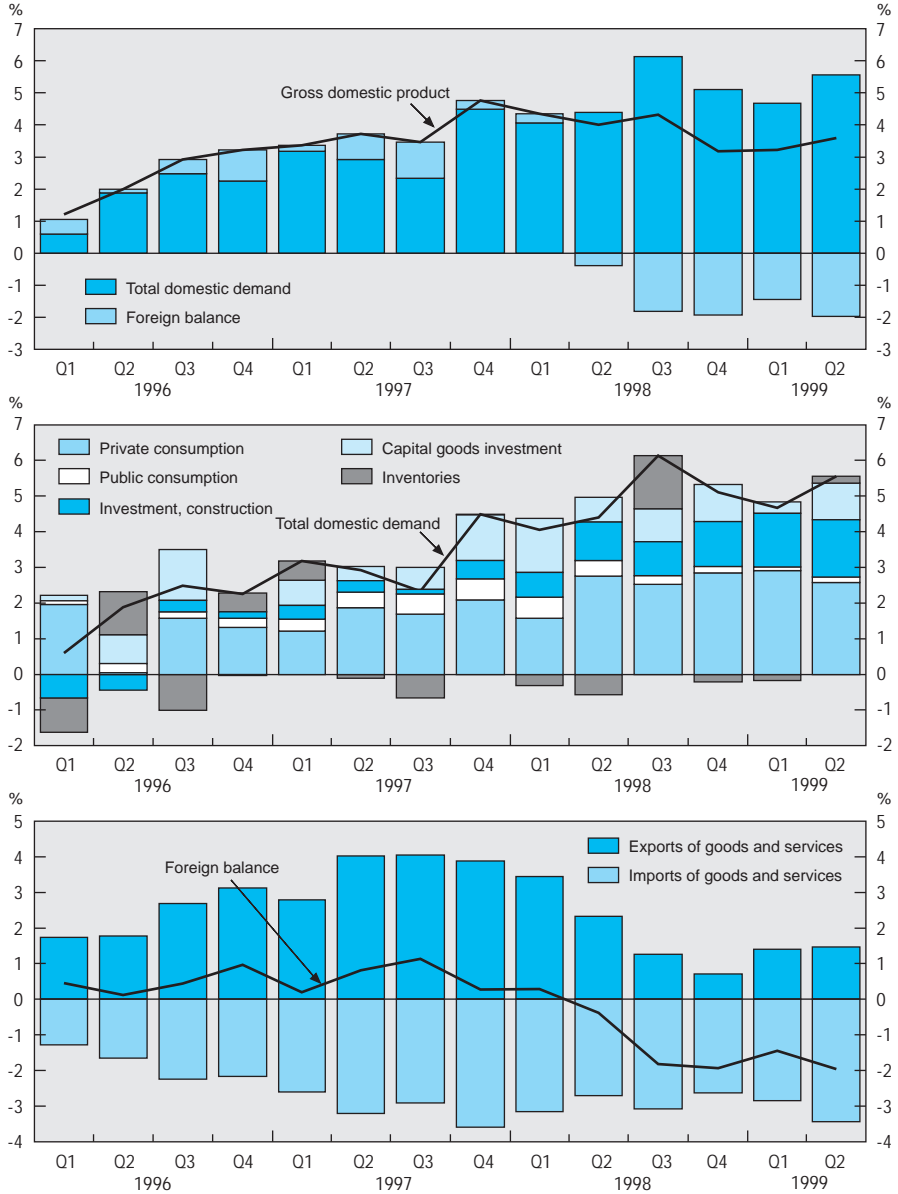 % %
7 7
6 6
5 5
4 4
3 3
2 2
1 1
0 0
-1 -1
-2 -2
-3 -3
Gross domestic product
Total domestic demand
Foreign balance
Q1 Q2 Q3 Q4 Q1 Q2 Q3 Q4 Q1 Q2 Q3 Q4 Q1 Q2
1996 1997 1998 1999
% %
7 7
6 6
5 5
4 4
3 3
2 2
1 1
0 0
-1 -1
-2 -2
Private consumption
Public consumption
Investment, construction
Capital goods investment
Inventories
Total domestic demand
Q1 Q2 Q3 Q4 Q1 Q2 Q3 Q4 Q1 Q2 Q3 Q4 Q1 Q2
1996 1997 1998 1999
% %
5 5
4 4
3 3
2 2
1 1
0 0
-1 -1
-2 -2
-3 -3
-4 -4
Foreign balance
Exports of goods and services
Imports of goods and services
Q1 Q2 Q3 Q4 Q1 Q2 Q3 Q4 Q1 Q2 Q3 Q4 Q1 Q2
1996 1997 1998 1999